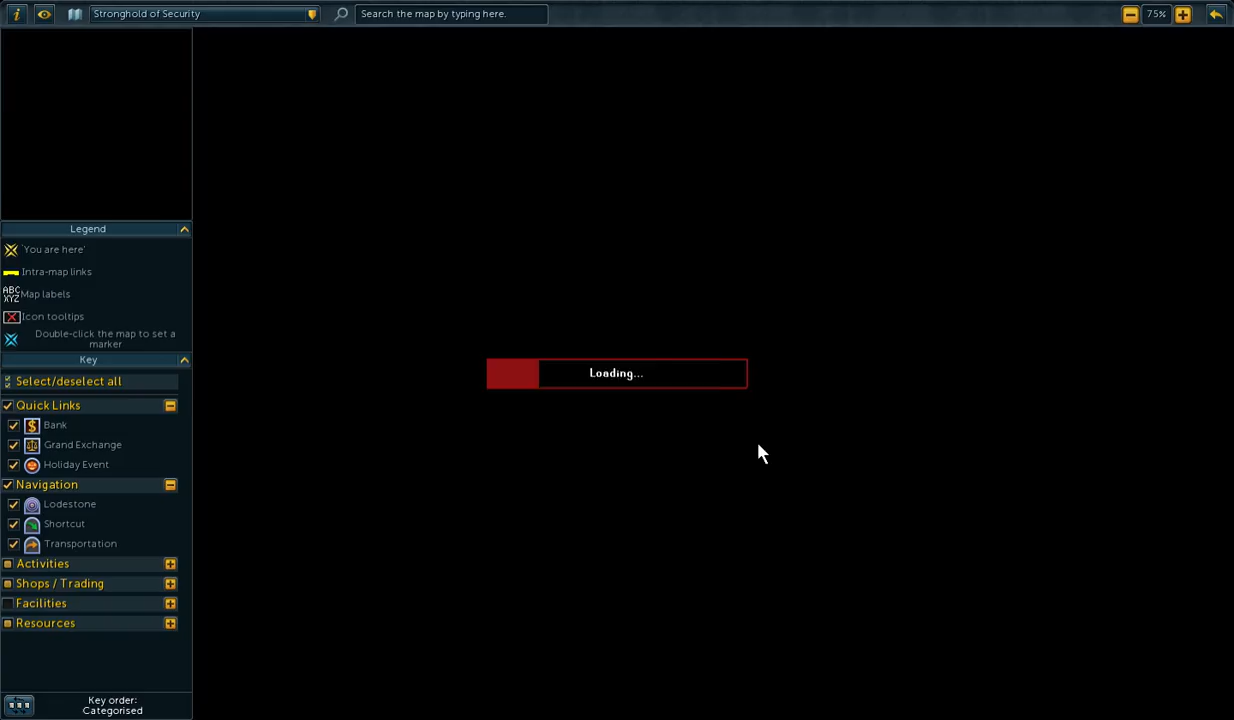 Stronghold of Security
Search the map by typing here.
75%
Legend
'You are here'
Intra-map links
ABC
XYZ
Map labels
Icon tooltips
Double-click the map to set a
marker
Key
Select/deselect all
Quick Links
Bank
Grand Exchange
Holiday Event
Navigation
Lodestone
Shortcut
Transportation
Activities
Shops / Trading
Facilities
Resources
Key order:
Categorised
Loading...